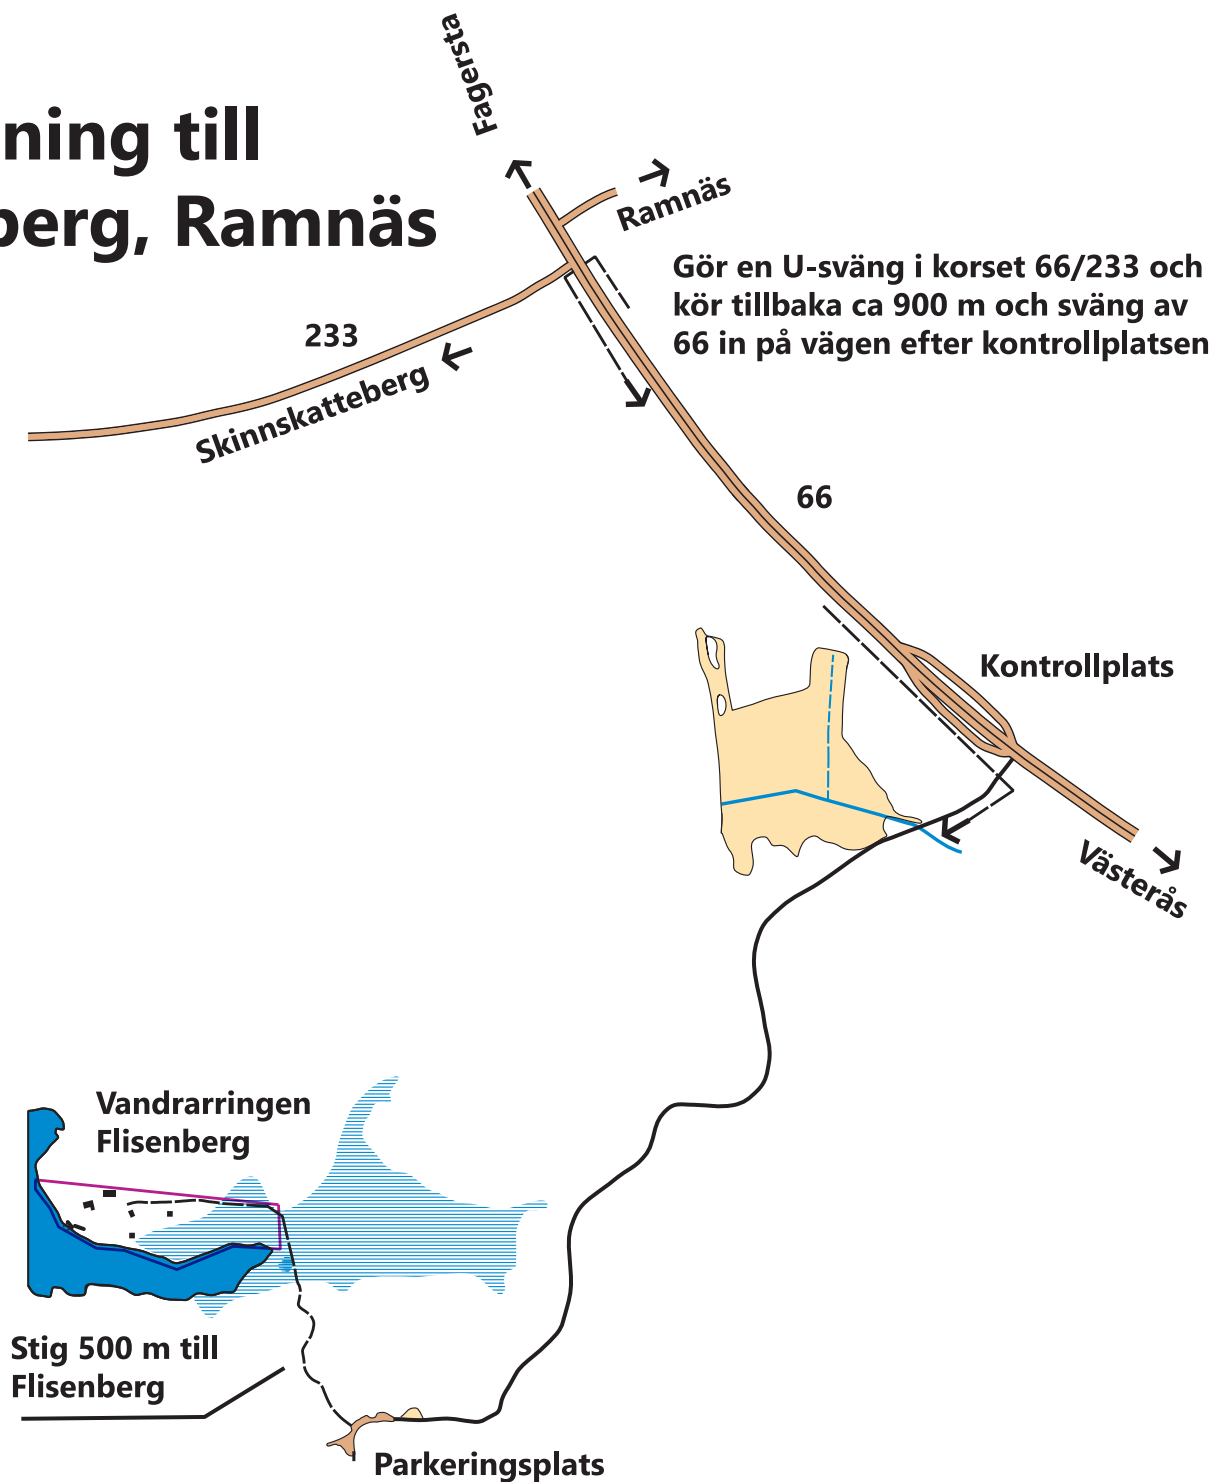 Fagersta
ning till
berg, Ramnäs
Ramnäs
Gör en U-sväng i korset 66/233 och
kör tillbaka ca 900 m och sväng av
66 in på vägen efter kontrollplatsen
233
Skinnskatteberg
66
Kontrollplats
Västerås
Vandrarringen
Flisenberg
Stig 500 m till
Flisenberg
Parkeringsplats